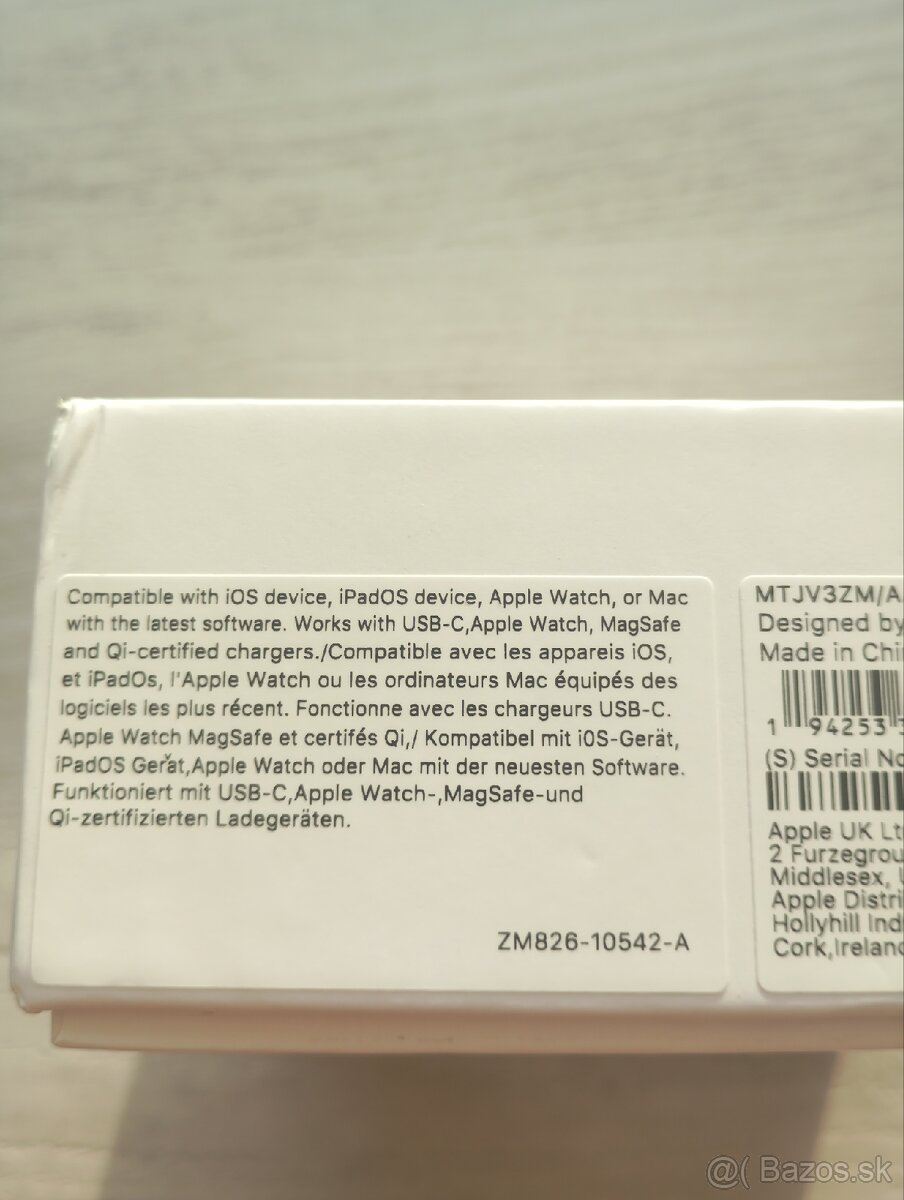 Compatible with iOS device, iPadOS device, Apple Watch, or Mac
with the latest software. Works with USB-C,Apple Watch, MagSafe
and Qi-certified chargers./Compatible avec les appareis iOS,
et iPadOs, l'Apple Watch ou les ordinateurs Mac équipés des
logiciels les plus récent. Fonctionne avec les chargeurs USB-C.
Apple Watch MagSafe et certifés Qi,/ Kompatibel mit i0S-Gerät,
iPadOS Gerät,Apple Watch oder Mac mit der neuesten Software.
Funktioniert mit USB-C,Apple Watch-,MagSafe-und
Qi-zertifizierten Ladegeräten.
ZM826-10542-A
MTJV3ZM/A
Designed by
Made in Chi
1 94253
(S) Serial No
Apple UK Lt
2 Furzegrou
Middlesex,
Apple Distri
Hollyhill Ind
Cork,Ireland
@( Bazos.sk